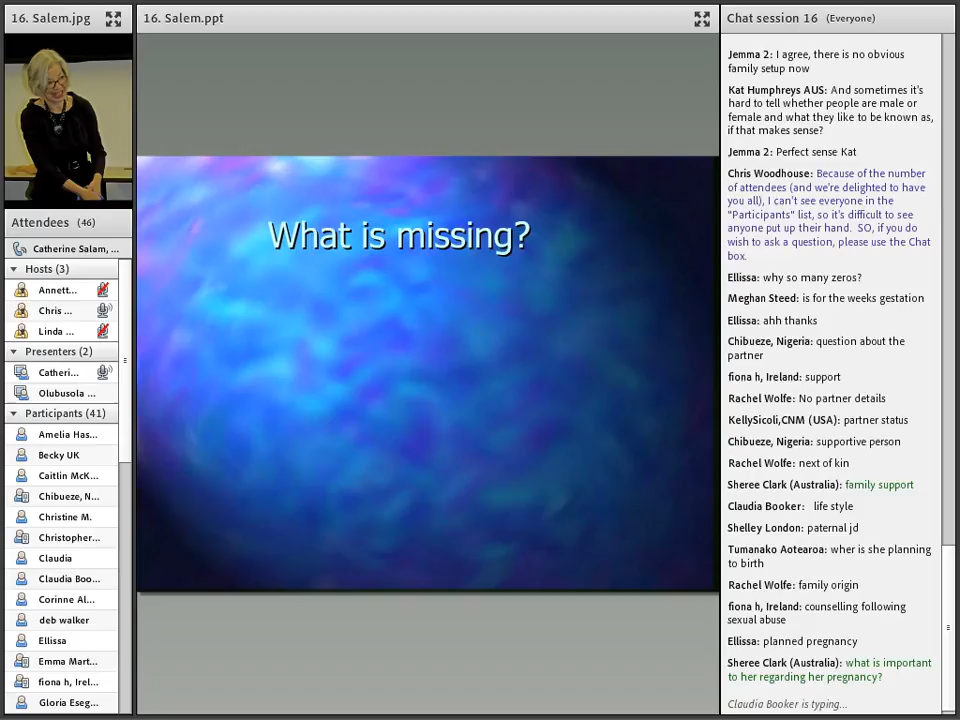 16. Salem.jpg
Attendees (46)
Catherine Salam, ...
Hosts (3)
Annett...
Chris ...
Linda ...
Presenters (2)
Catheri...
Olubusola ...
Participants (41)
Amelia Has...
Becky UK
Caitlin McK...
Chibueze, N...
Christine M.
Christopher...
Claudia
Claudia Boo...
Corinne Al...
deb walker
Ellissa
Emma Mart...
fiona h, Irel...
Gloria Eseg...
16. Salem.ppt
What is missing?
Chat session 16 (Everyone)
Jemma 2: I agree, there is no obvious
family setup now
Kat Humphreys AUS: And sometimes it's
hard to tell whether people are male or
female and what they like to be known as,
if that makes sense?
Jemma 2: Perfect sense Kat
Chris Woodhouse: Because of the number
of attendees (and we're delighted to have
you all), I can't see everyone in the
"Participants" list, so it's difficult to see
anyone put up their hand. SO, if you do
wish to ask a question, please use the Chat
box.
Ellissa: why so many zeros?
Meghan Steed: is for the weeks gestation
Ellissa: ahh thanks
Chibueze, Nigeria: question about the
partner
fiona h, Ireland: support
Rachel Wolfe: No partner details
KellySicoli,CNM (USA): partner status
Chibueze, Nigeria: supportive person
Rachel Wolfe: next of kin
Sheree Clark (Australia): family support
Claudia Booker: life style
Shelley London: paternal jd
Tumanako Aotearoa: wher is she planning
to birth
Rachel Wolfe: family origin
fiona h, Ireland: counselling following
sexual abuse
Ellissa: planned pregnancy
Sheree Clark (Australia): what is important
to her regarding her pregnancy?
Claudia Booker is typing...